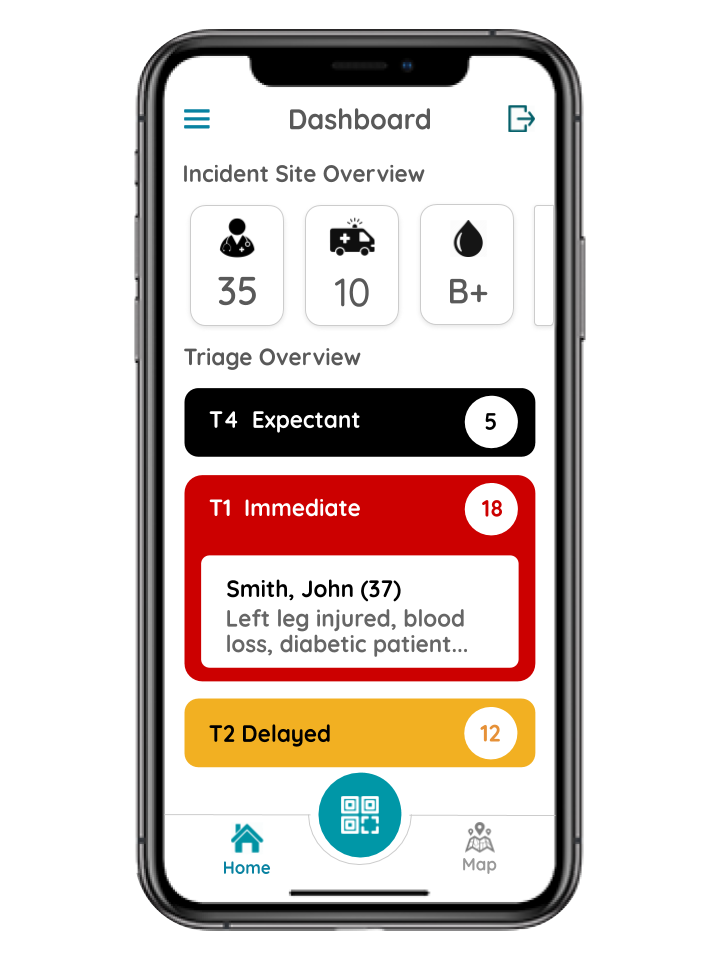 Dashboard
Incident Site Overview
35
10
B+
Triage Overview
T4 Expectant
5
T1 Immediate
18
Smith, John (37)
Left leg injured, blood
loss, diabetic patient...
T2 Delayed
12
Home
Map